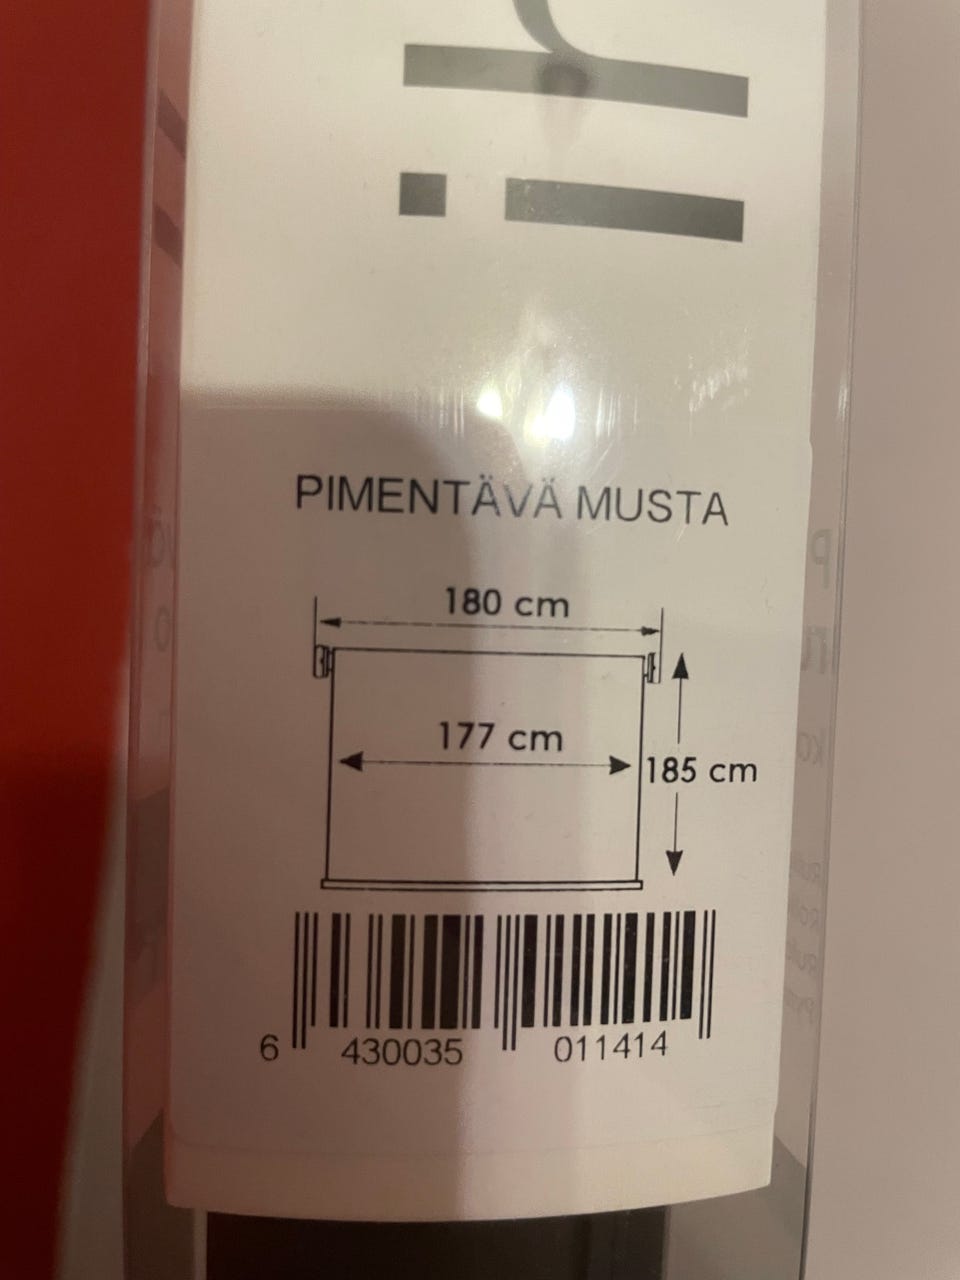 PIMENTÄVÄ MUSTA
180 cm
177 cm
185 cm
6 430035 011414